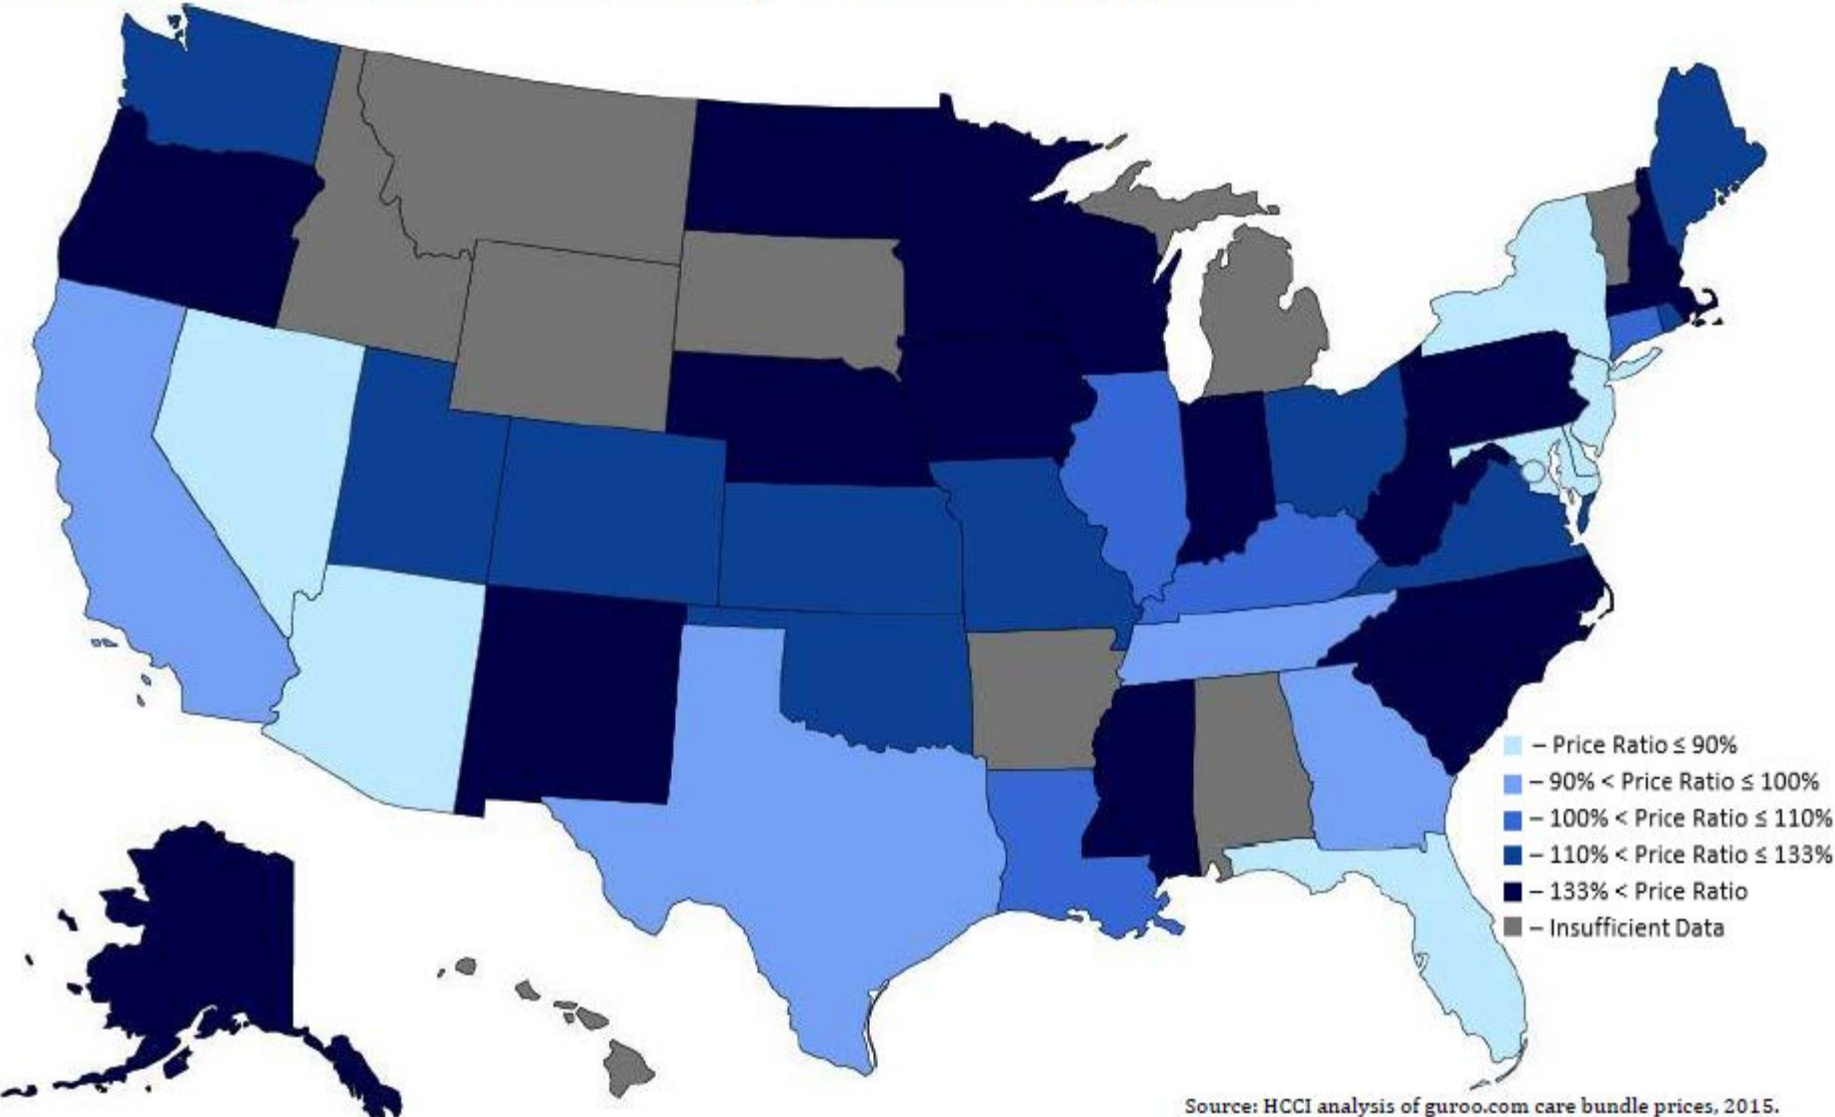 – Price Ratio ≤ 90%
– 90% < Price Ratio ≤ 100%
– 100% < Price Ratio ≤ 110%
– 110% < Price Ratio ≤ 133%
– 133% < Price Ratio
– Insufficient Data
Source: HCCI analysis of guroo.com care bundle prices, 2015.